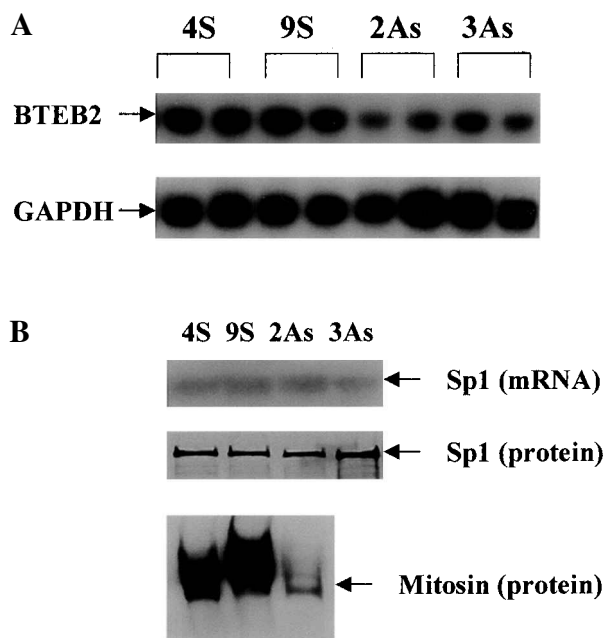 A
4S 9S 2As 3As
BTEB2
GAPDH
B
4S 9S 2As 3As
Sp1 (mRNA)
Sp1 (protein)
Mitosin (protein)